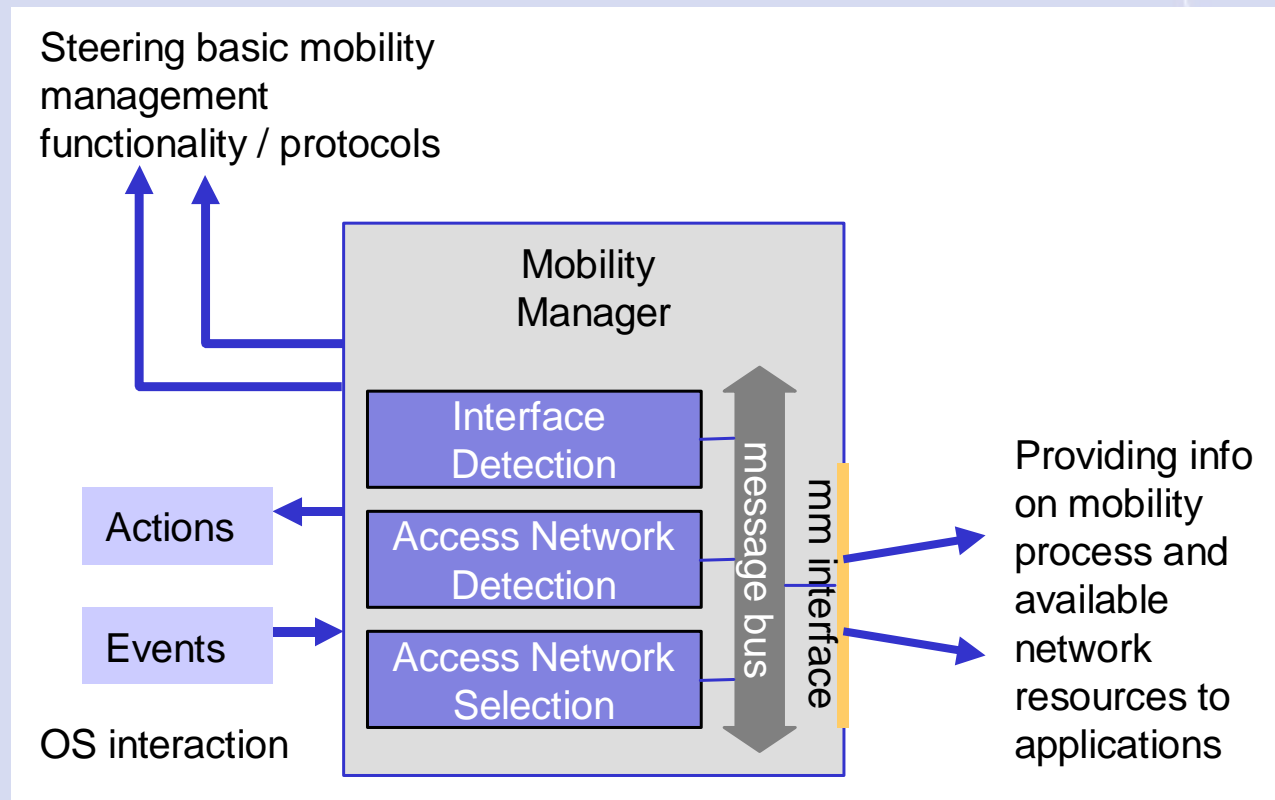 Steering basic mobility
management
functionality / protocols
Mobility
Manager
Interface
Detection
Access Network
Detection
Access Network
Selection
message bus
mm interface
Actions
Events
OS interaction
Providing info
on mobility
process and
available
network
resources to
applications